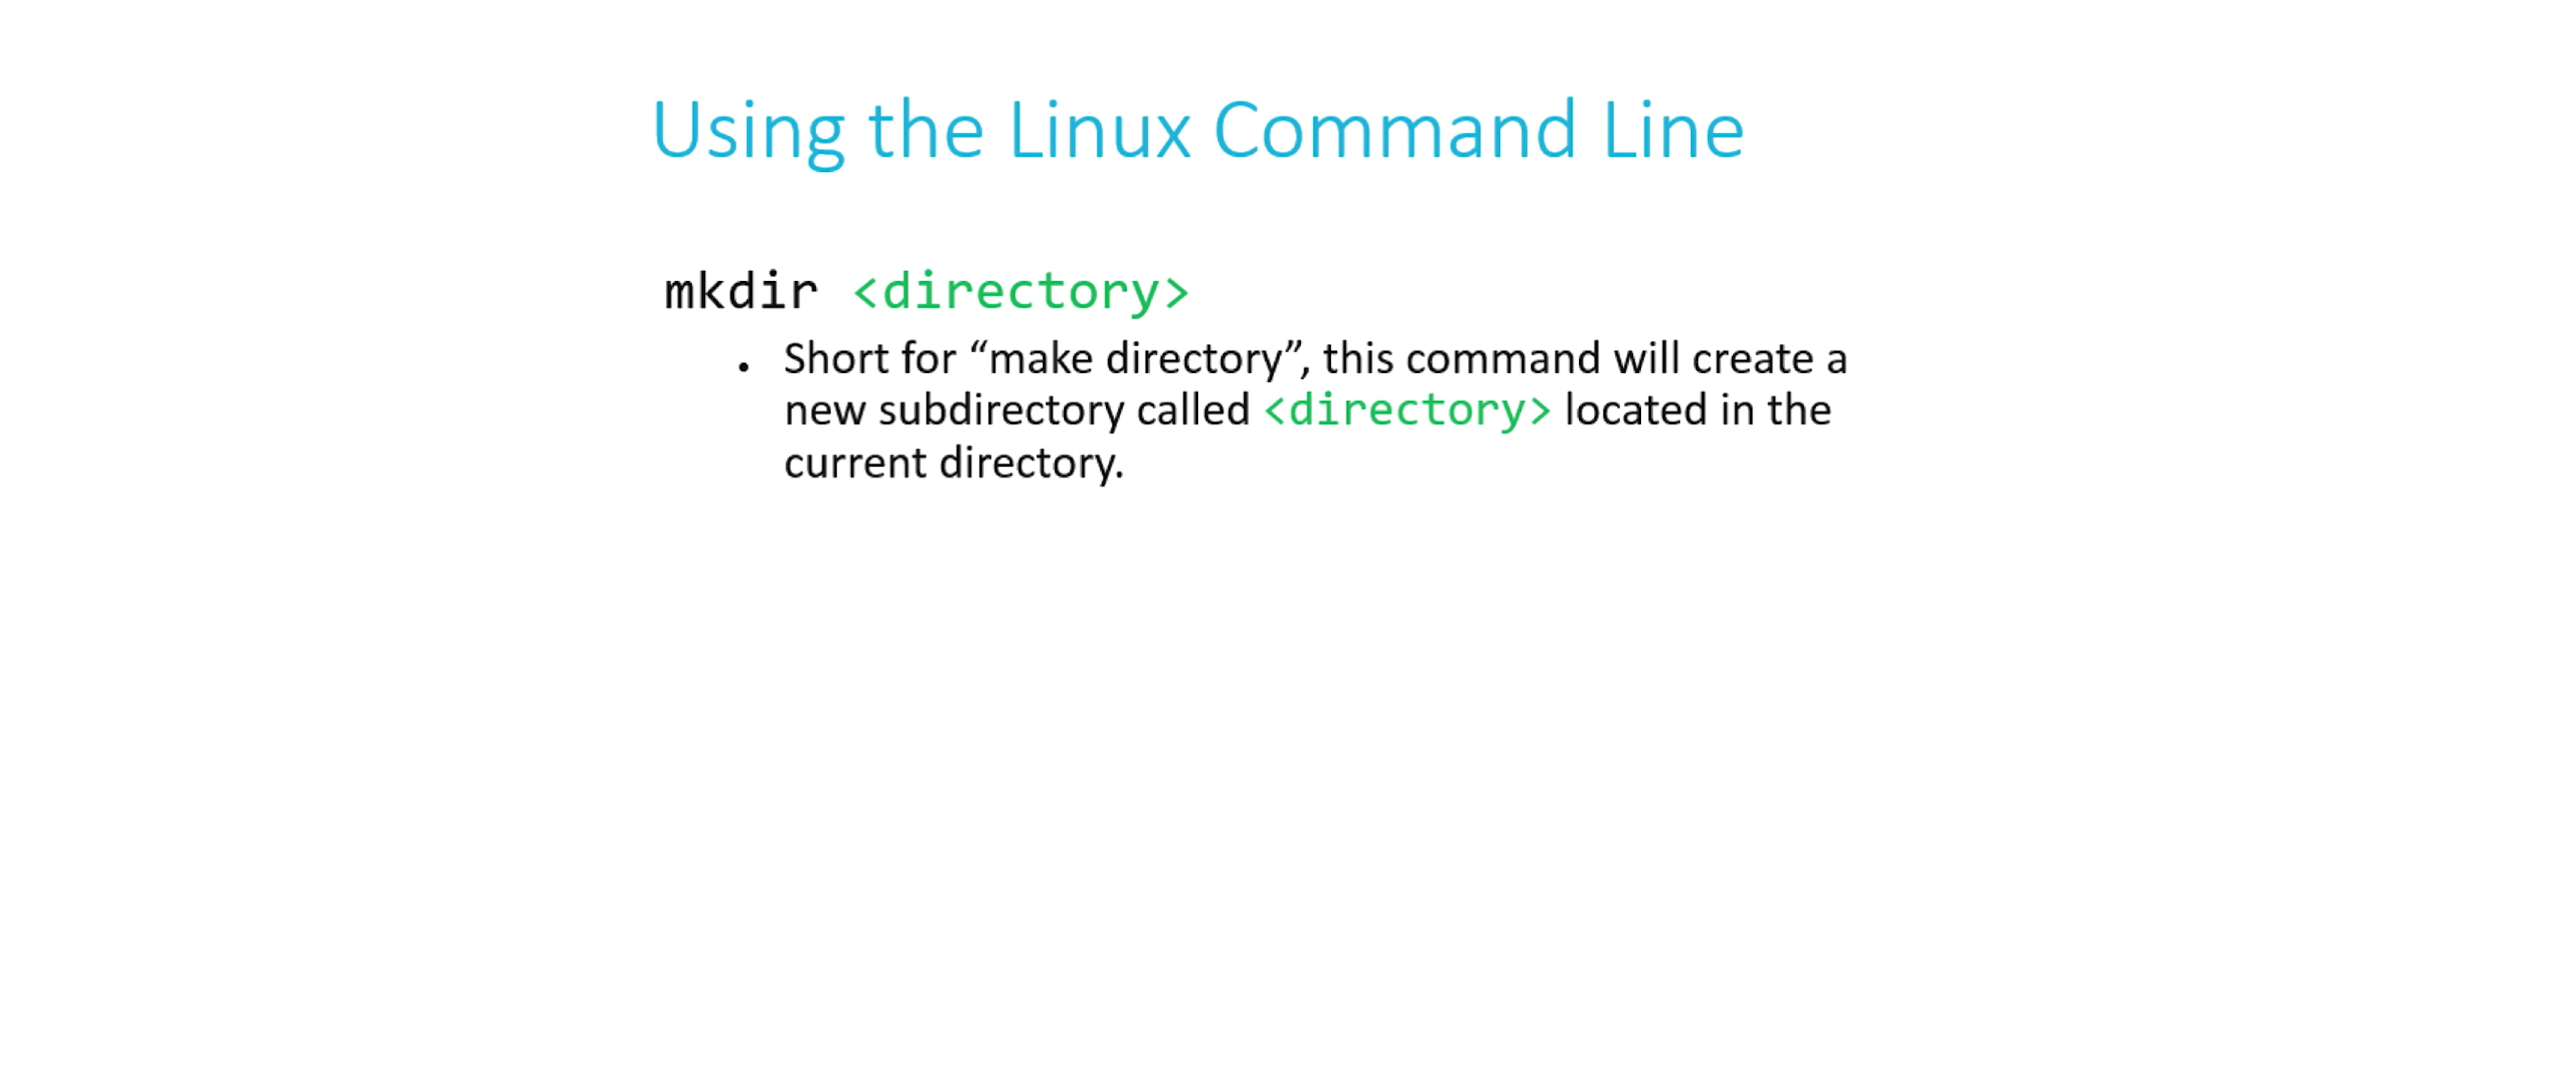 Using the Linux Command Line
mkdir <directory>
• Short for “make directory”, this command will create a
new subdirectory called <directory> located in the
current directory.